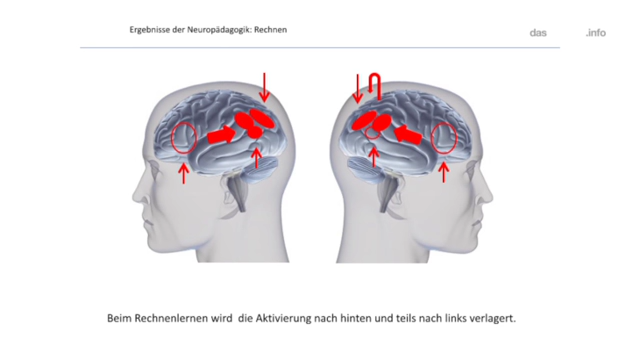 Ergebnisse der Neuropädagogik: Rechnen
das .info
Beim Rechnenlernen wird die Aktivierung nach hinten und teils nach links verlagert.